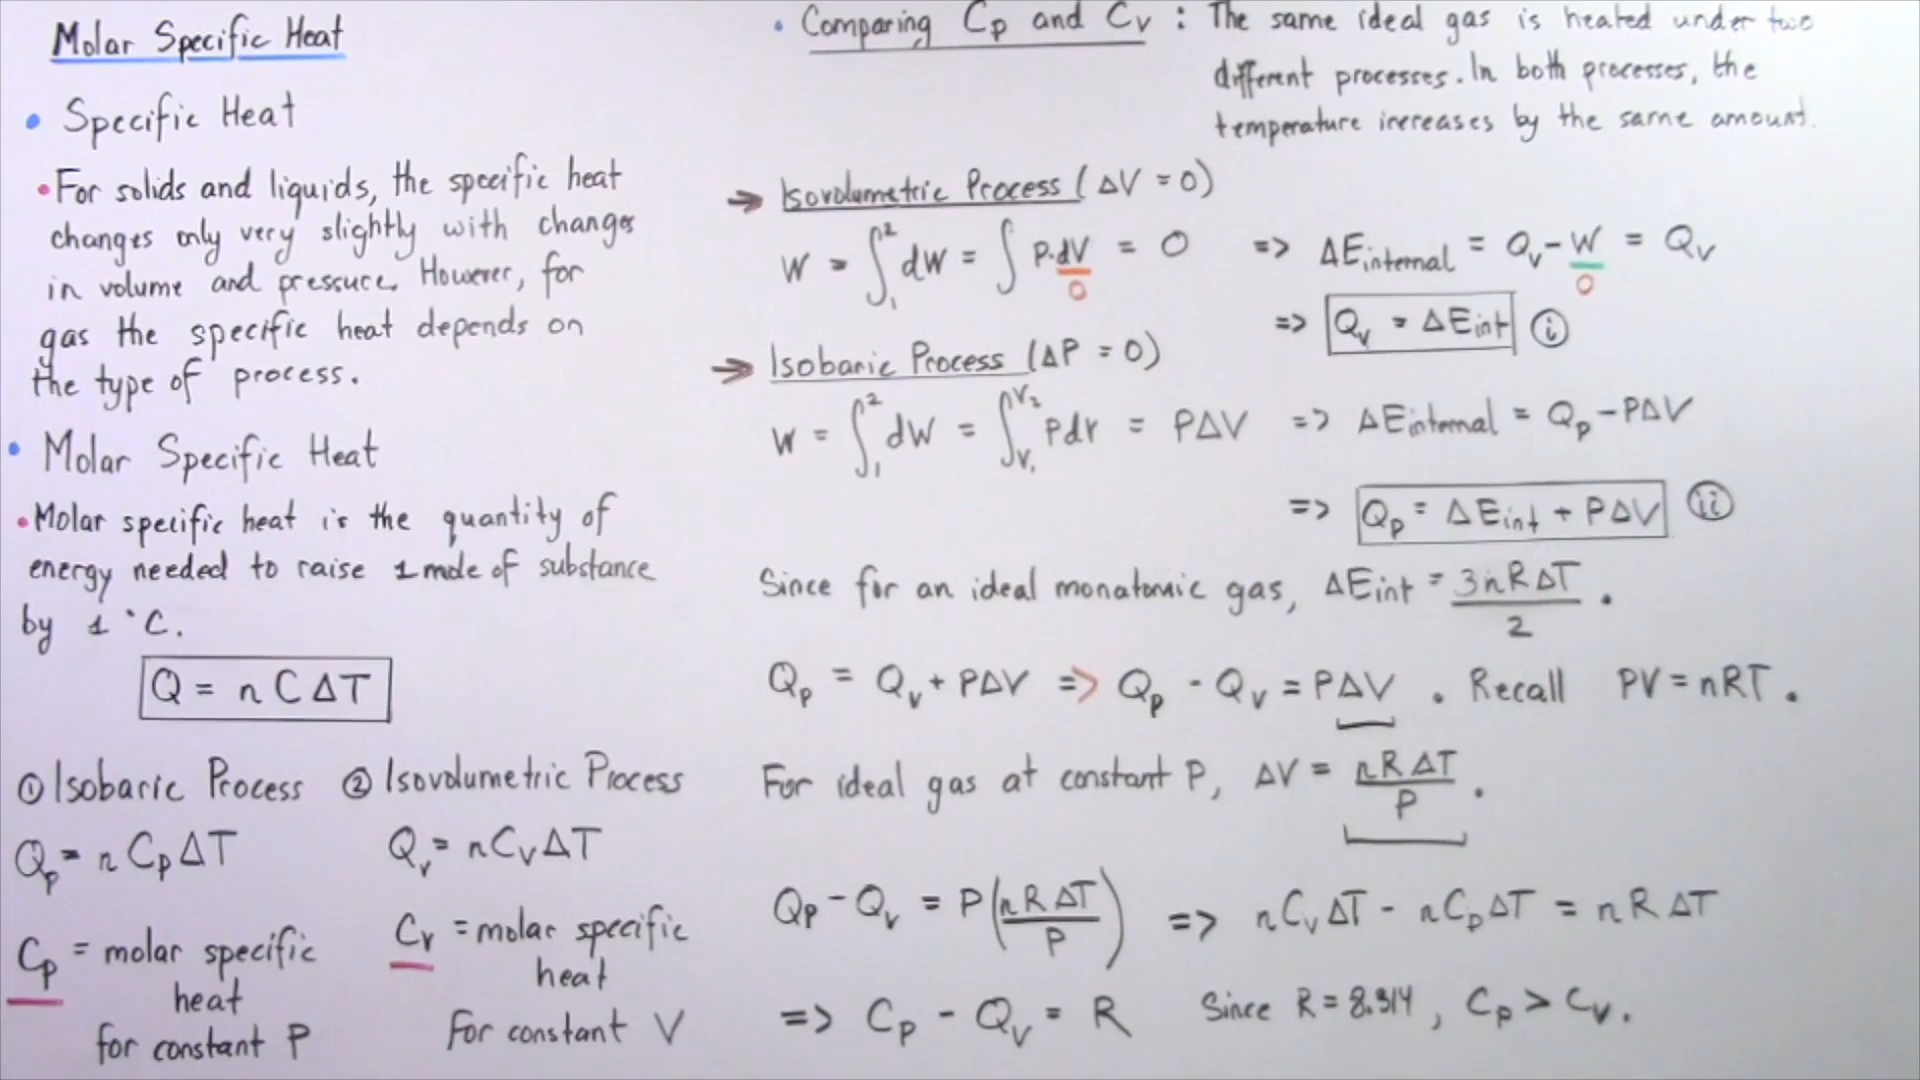 Molar Specific Heat
• Specific Heat
• For solids and liquids, the specific heat
changes only very slightly with changes
in volume and pressure. However, for
gas the specific heat depends on
the type of process.
• Molar Specific Heat
• Molar specific heat is the quantity of
energy needed to raise 1 mole of substance
by 1 °C.
Q = n C ΔT
① Isobaric Process
Qp = n Cp ΔT
Cp = molar specific
heat
for constant P
② Isovolumetric Process
Qv = n Cv ΔT
Cv = molar specific
heat
For constant V
• Comparing Cp and Cv : The same ideal gas is heated under two
different processes. In both processes, the
temperature increases by the same amount.
→ Isovolumetric Process (ΔV = 0)
W = ∫₁² dW = ∫ P·dV = 0 => ΔEinternal = Qv - W = Qv
0 0
=> Qv = ΔEint ⓘ
→ Isobaric Process (ΔP = 0)
W = ∫₁² dW = ∫_V₁^V₂ P dV = PΔV => ΔEinternal = Qp - PΔV
=> Qp = ΔEint + PΔV ⓘⓘ
Since for an ideal monatomic gas, ΔEint = 3nRΔT/2 .
Qp = Qv + PΔV => Qp - Qv = PΔV . Recall PV = nRT .
For ideal gas at constant P, ΔV = nRΔT/P .
Qp - Qv = P(nRΔT/P) => nCvΔT - nCpΔT = nRΔT
=> Cp - Qv = R Since R = 8.314 , Cp > Cv .